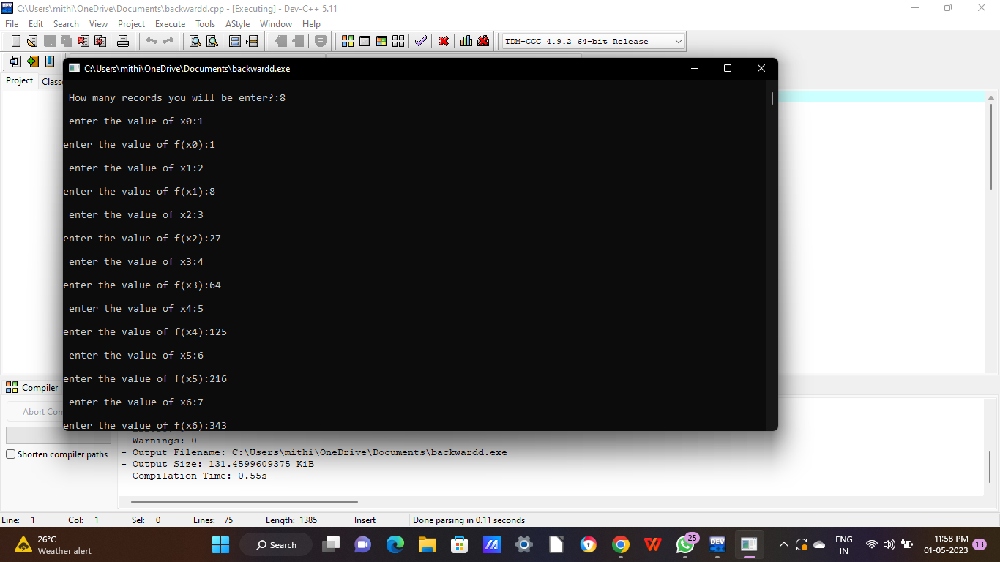 C:\Users\mithi\OneDrive\Documents\backwardd.cpp - [Executing] - Dev-C++ 5.11
File Edit Search View Project Execute Tools AStyle Window Help
TDM-GCC 4.9.2 64-bit Release
Project
C:\Users\mithi\OneDrive\Documents\backwardd.exe
How many records you will be enter?:8
enter the value of x0:1
enter the value of f(x0):1
enter the value of x1:2
enter the value of f(x1):8
enter the value of x2:3
enter the value of f(x2):27
enter the value of x3:4
enter the value of f(x3):64
enter the value of x4:5
enter the value of f(x4):125
enter the value of x5:6
enter the value of f(x5):216
enter the value of x6:7
enter the value of f(x6):343
Compiler
Abort
Shorten compiler paths
- Warnings: 0
- Output Filename: C:\Users\mithi\OneDrive\Documents\backwardd.exe
- Output Size: 131.4599609375 KiB
- Compilation Time: 0.55s
Line: 1 Col: 1 Sel: 0 Lines: 75 Length: 1385 Insert Done parsing in 0.11 seconds
26°C
Weather alert
Search
DEV
25
ENG
IN
11:58 PM
01-05-2023
13